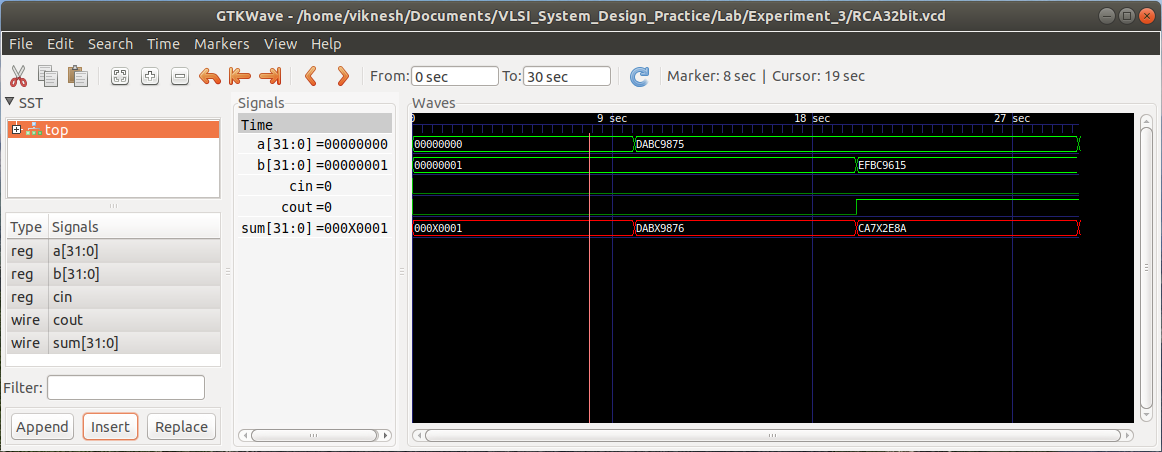 GTKWave - /home/viknesh/Documents/VLSI_System_Design_Practice/Lab/Experiment_3/RCA32bit.vcd
File Edit Search Time Markers View Help
From: 0 sec To: 30 sec Marker: 8 sec | Cursor: 19 sec
SST
top
Type Signals
reg a[31:0]
reg b[31:0]
reg cin
wire cout
wire sum[31:0]
Filter:
Append Insert Replace
Signals
Time
a[31:0] =00000000
b[31:0] =00000001
cin =0
cout =0
sum[31:0] =000X0001
Waves
0 9 sec 18 sec 27 sec
00000000 DABC9875
00000001 EFBC9615
000X0001 DABX9876 CA7X2E8A